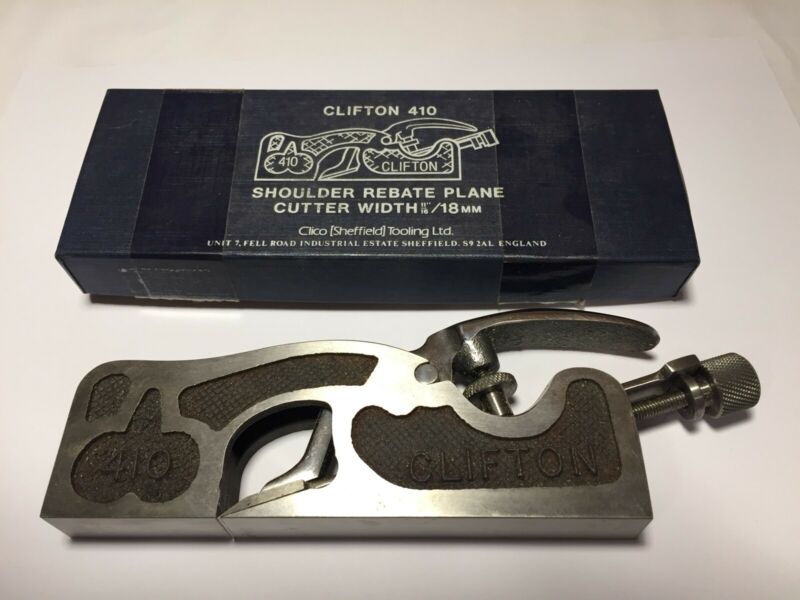 CLIFTON 410
410
CLIFTON
SHOULDER REBATE PLANE
CUTTER WIDTH 11/16"/18MM
Clico [Sheffield] Tooling Ltd.
UNIT 7, FELL ROAD INDUSTRIAL ESTATE SHEFFIELD. S9 2AL ENGLAND
410
CLIFTON